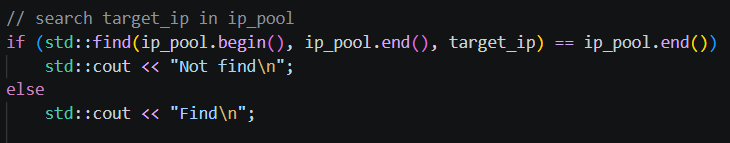 // search target_ip in ip_pool
if (std::find(ip_pool.begin(), ip_pool.end(), target_ip) == ip_pool.end())
    std::cout << "Not find\n";
else
    std::cout << "Find\n";